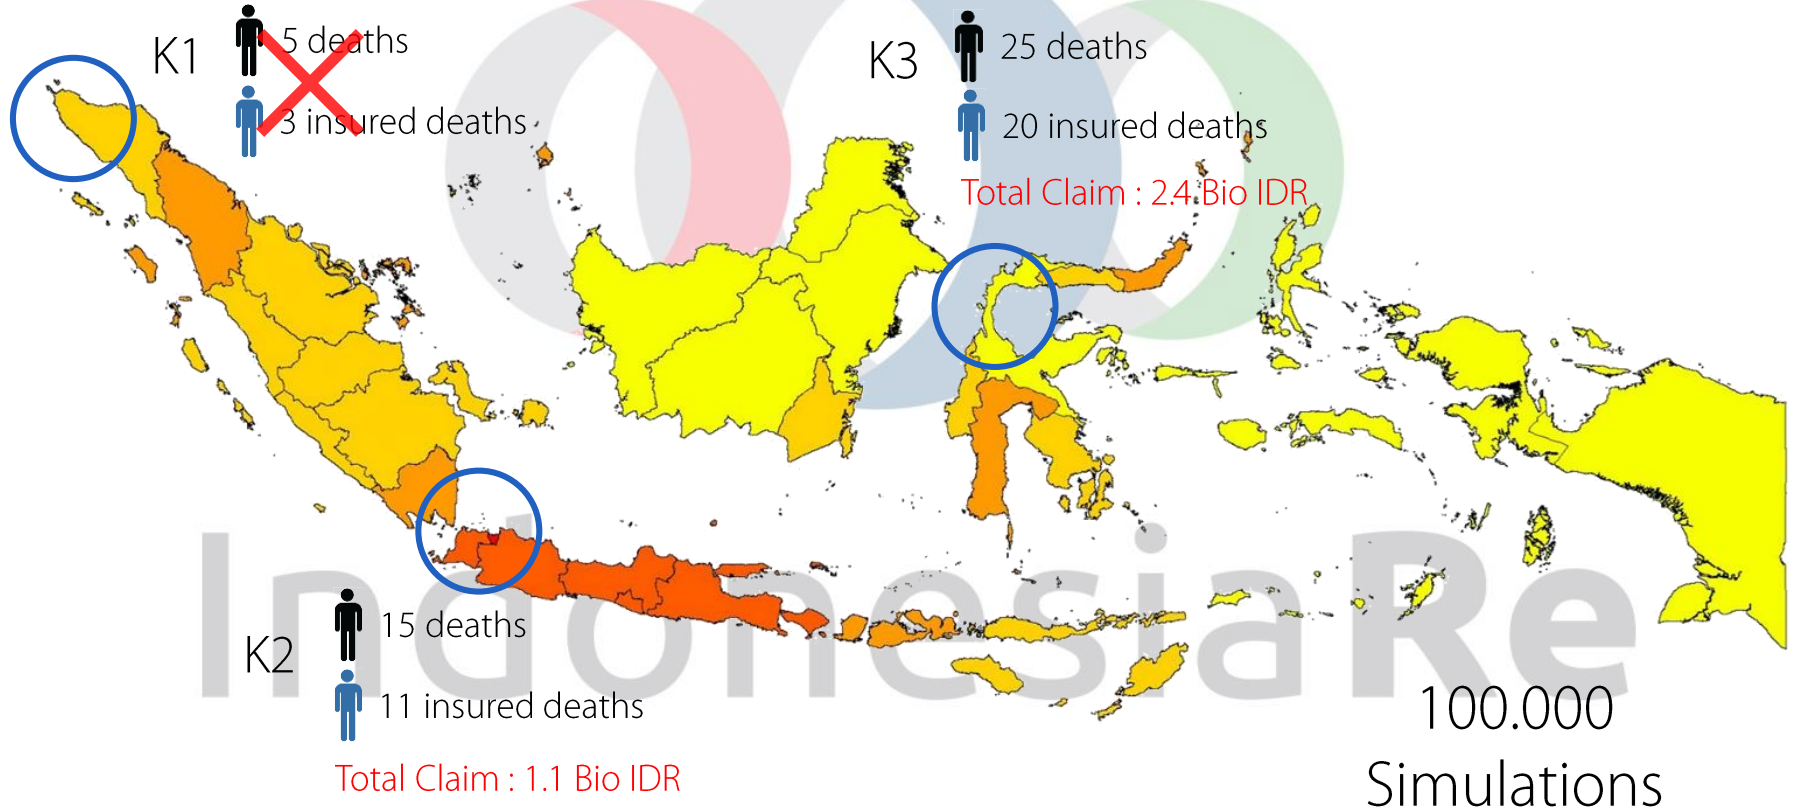 K1
5 deaths
3 insured deaths
K3
25 deaths
20 insured deaths
Total Claim : 2.4 Bio IDR
K2
15 deaths
11 insured deaths
Total Claim : 1.1 Bio IDR
IndonesiaRe
100.000
Simulations